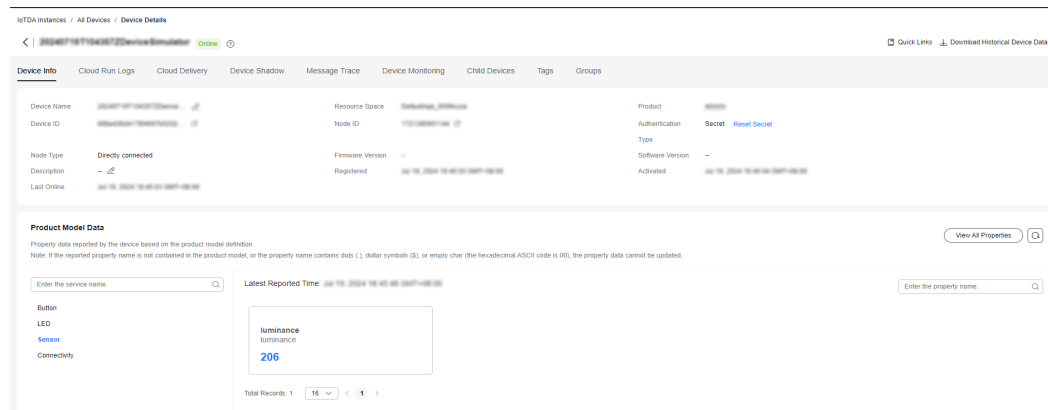 IoTDA Instances / All Devices / Device Details
Online
Quick Links Download Historical Device Data
Device Info Cloud Run Logs Cloud Delivery Device Shadow Message Trace Device Monitoring Child Devices Tags Groups
Device Name Resource Space Product
Device ID Node ID Authentication Type Secret Reset Secret
Node Type Directly connected Firmware Version -- Software Version --
Description -- Registered Activated
Last Online
Product Model Data
Property data reported by the device based on the product model definition.
Note: If the reported property name is not contained in the product model, or the property name contains dots (.), dollar symbols ($), or empty char (the hexadecimal ASCII code is 00), the property data cannot be updated.
View All Properties
Enter the service name.
Latest Reported Time:
Enter the property name.
Button
LED
Sensor
Connectivity
luminance
luminance
206
Total Records: 1 16 < 1 >